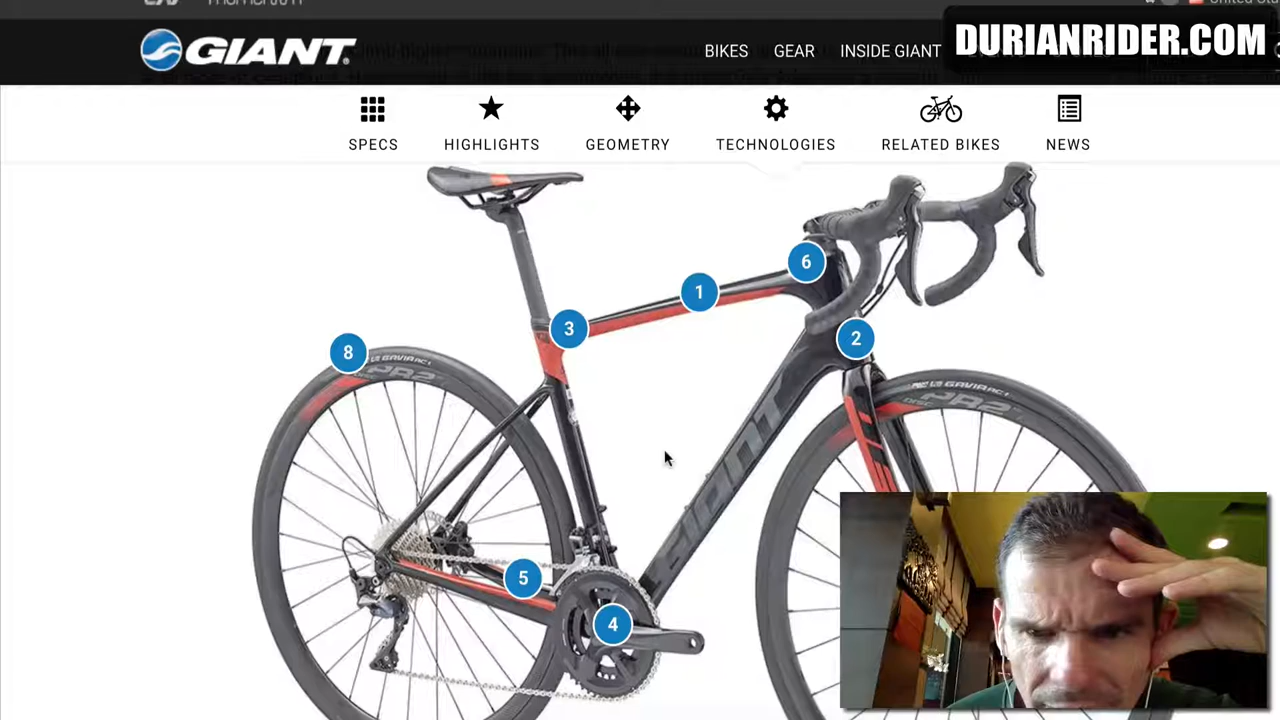 DURIANRIDER.COM
GIANT
BIKES
GEAR
INSIDE GIANT
SPECS
HIGHLIGHTS
GEOMETRY
TECHNOLOGIES
RELATED BIKES
NEWS
6
1
3
2
8
GAVIA AC1
PR2
GAVIA AC1
PR2
DISC
GIANT
5
4